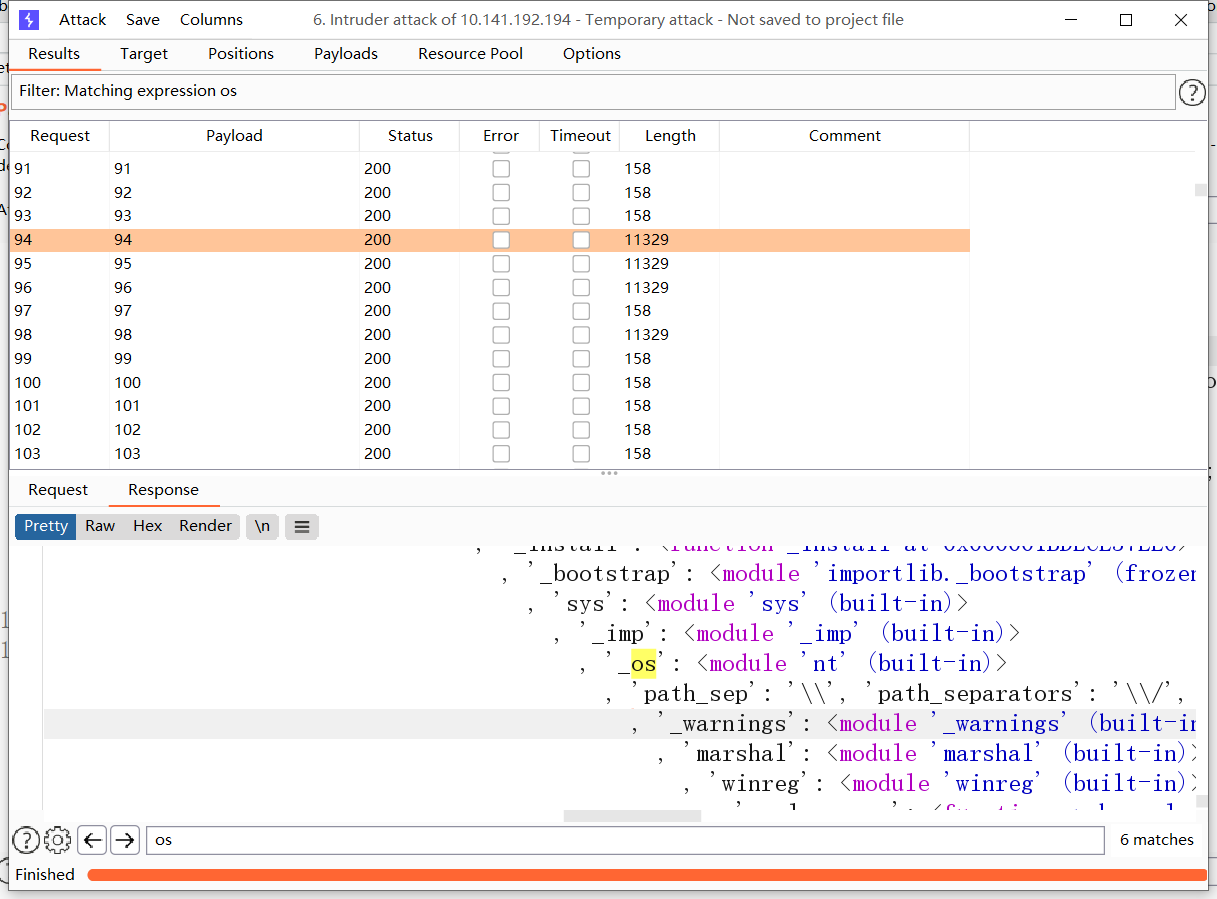 Attack Save Columns 6. Intruder attack of 10.141.192.194 - Temporary attack - Not saved to project file
Results Target Positions Payloads Resource Pool Options
Filter: Matching expression os
?
Request Payload Status Error Timeout Length Comment
91 91 200 158
92 92 200 158
93 93 200 158
94 94 200 11329
95 95 200 11329
96 96 200 11329
97 97 200 158
98 98 200 11329
99 99 200 158
100 100 200 158
101 101 200 158
102 102 200 158
103 103 200 158
Request Response
Pretty Raw Hex Render \n
, '_bootstrap': <module 'importlib._bootstrap' (frozen
, 'sys': <module 'sys' (built-in)>
, '_imp': <module '_imp' (built-in)>
, '_os': <module 'nt' (built-in)>
, 'path_sep': '\\', 'path_separators': '\\/',
, '_warnings': <module '_warnings' (built-in
, 'marshal': <module 'marshal' (built-in)>
, 'winreg': <module 'winreg' (built-in)>
? os 6 matches
Finished